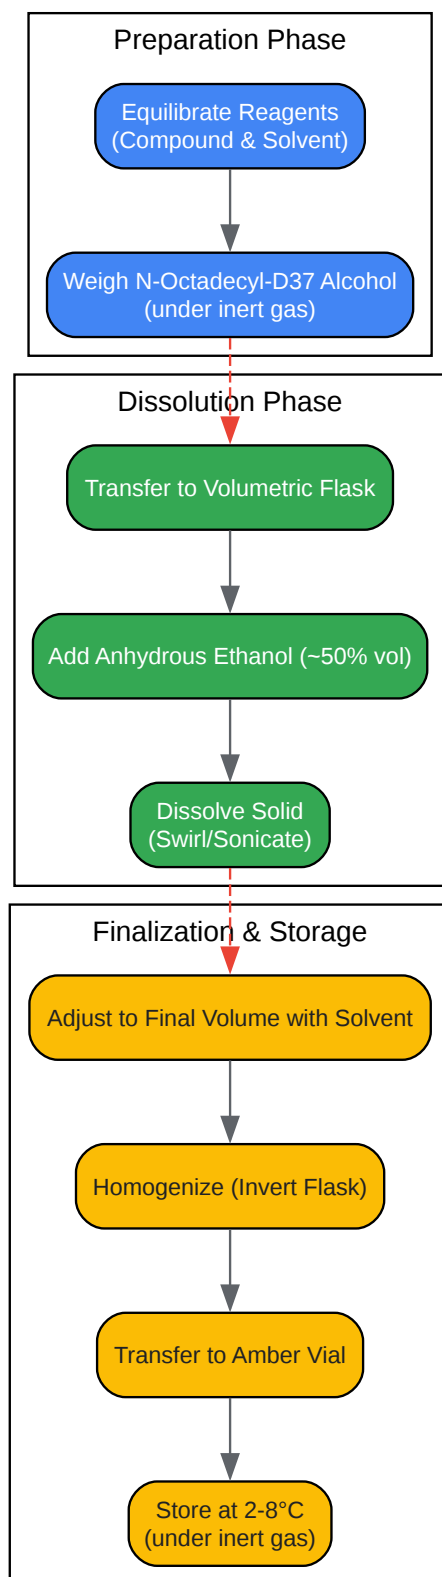 Preparation Phase
Equilibrate Reagents
(Compound & Solvent)
Weigh N-Octadecyl-D37 Alcohol
(under inert gas)
Dissolution Phase
Transfer to Volumetric Flask
Add Anhydrous Ethanol (~50% vol)
Dissolve Solid
(Swirl/Sonicate)
Finalization & Storage
Adjust to Final Volume with Solvent
Homogenize (Invert Flask)
Transfer to Amber Vial
Store at 2-8°C
(under inert gas)